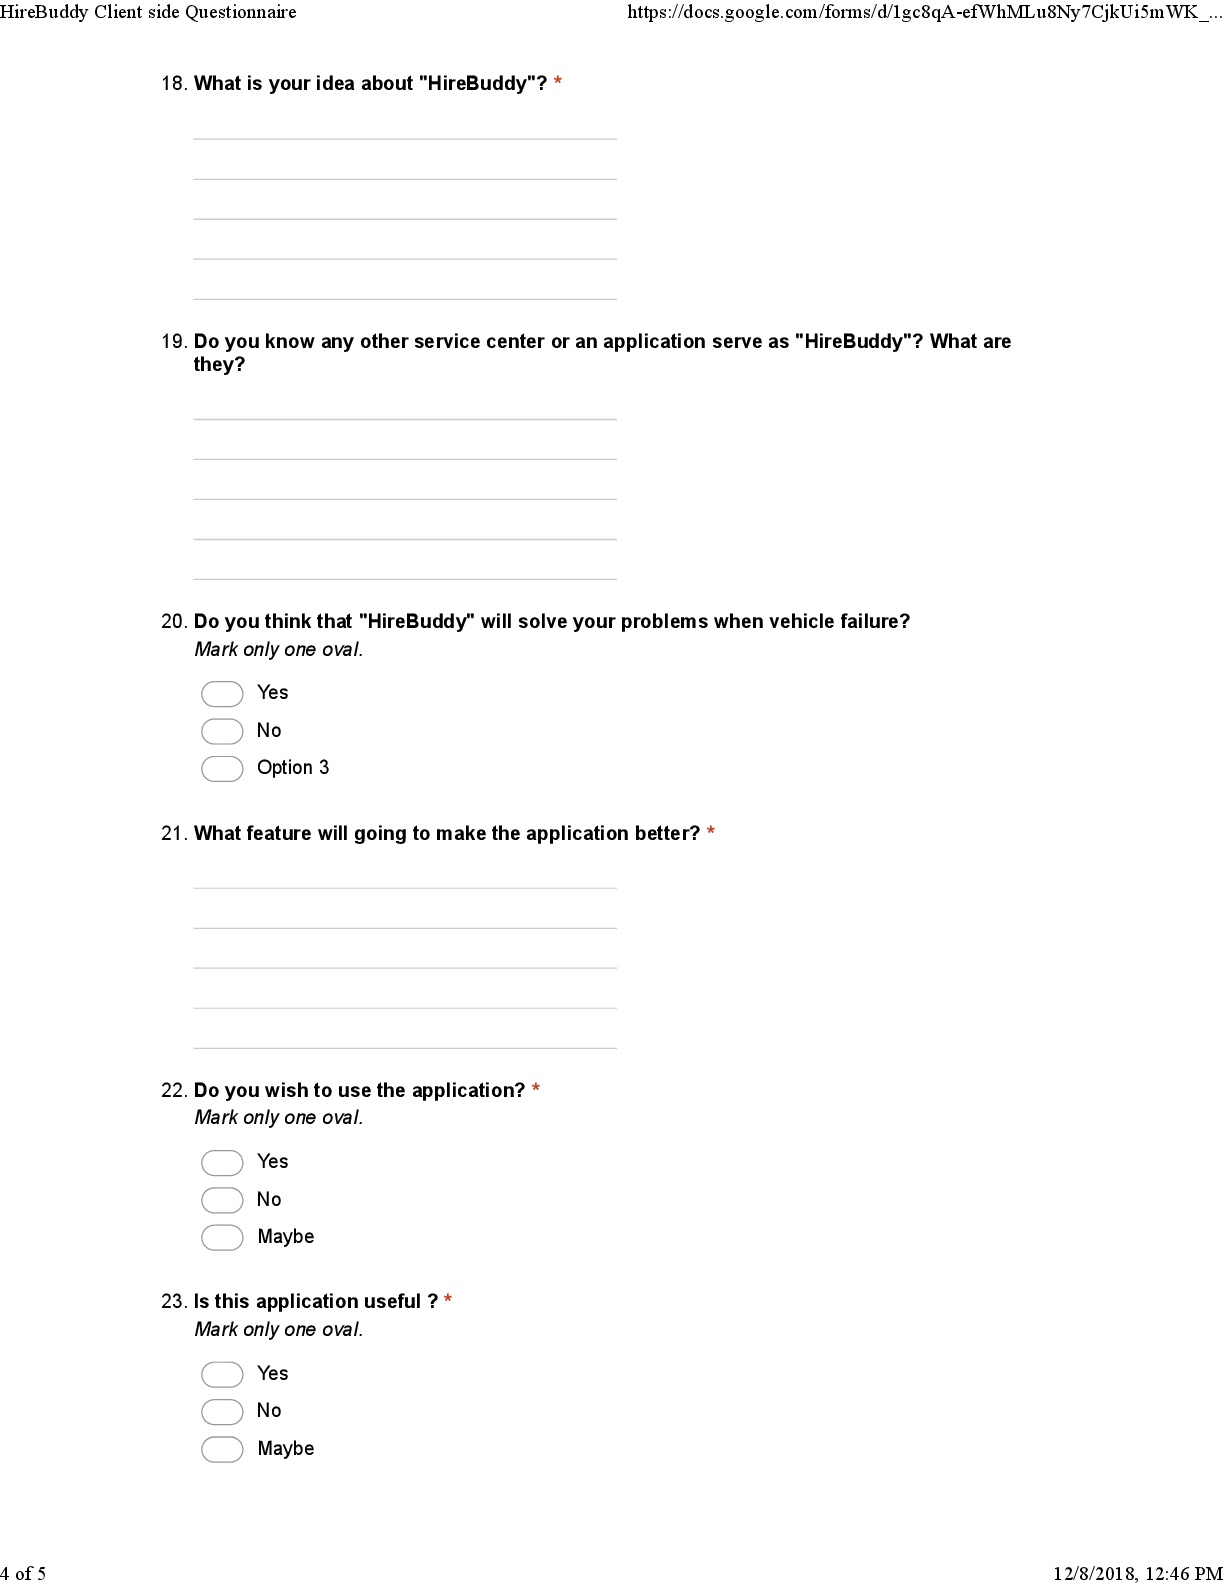 HireBuddy Client side Questionnaire
https://docs.google.com/forms/d/1gc8qA-efWhMLu8Ny7CjkUi5mWK_...
18. What is your idea about "HireBuddy"? *
19. Do you know any other service center or an application serve as "HireBuddy"? What are
they?
20. Do you think that "HireBuddy" will solve your problems when vehicle failure?
Mark only one oval.
Yes
No
Option 3
21. What feature will going to make the application better? *
22. Do you wish to use the application? *
Mark only one oval.
Yes
No
Maybe
23. Is this application useful ? *
Mark only one oval.
Yes
No
Maybe
4 of 5
12/8/2018, 12:46 PM